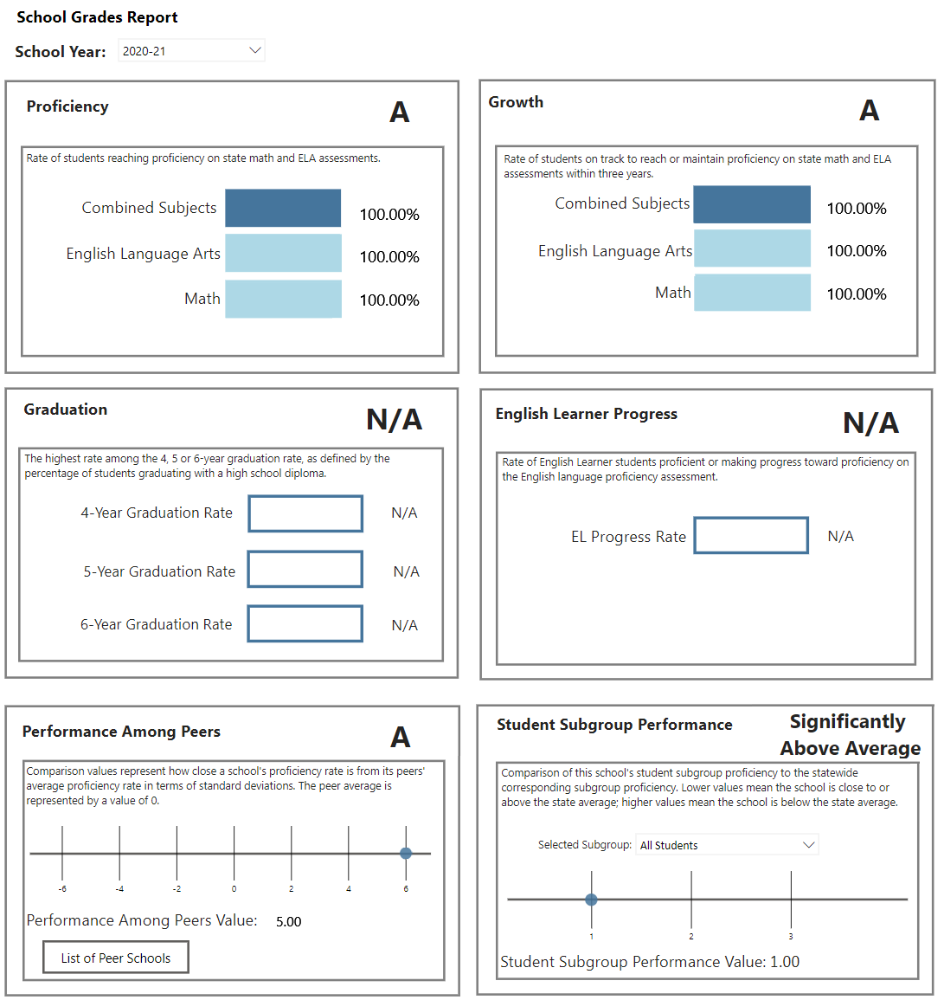 School Grades Report
School Year: 2020-21
Proficiency
A
Rate of students reaching proficiency on state math and ELA assessments.
Combined Subjects 100.00%
English Language Arts 100.00%
Math 100.00%
Growth
A
Rate of students on track to reach or maintain proficiency on state math and ELA
assessments within three years.
Combined Subjects 100.00%
English Language Arts 100.00%
Math 100.00%
Graduation
N/A
The highest rate among the 4, 5 or 6-year graduation rate, as defined by the
percentage of students graduating with a high school diploma.
4-Year Graduation Rate N/A
5-Year Graduation Rate N/A
6-Year Graduation Rate N/A
English Learner Progress
N/A
Rate of English Learner students proficient or making progress toward proficiency on
the English language proficiency assessment.
EL Progress Rate N/A
Performance Among Peers
A
Comparison values represent how close a school's proficiency rate is from its peers'
average proficiency rate in terms of standard deviations. The peer average is
represented by a value of 0.
-6 -4 -2 0 2 4 6
Performance Among Peers Value: 5.00
List of Peer Schools
Student Subgroup Performance
Significantly
Above Average
Comparison of this school's student subgroup proficiency to the statewide
corresponding subgroup proficiency. Lower values mean the school is close to or
above the state average; higher values mean the school is below the state average.
Selected Subgroup: All Students
1 2 3
Student Subgroup Performance Value: 1.00